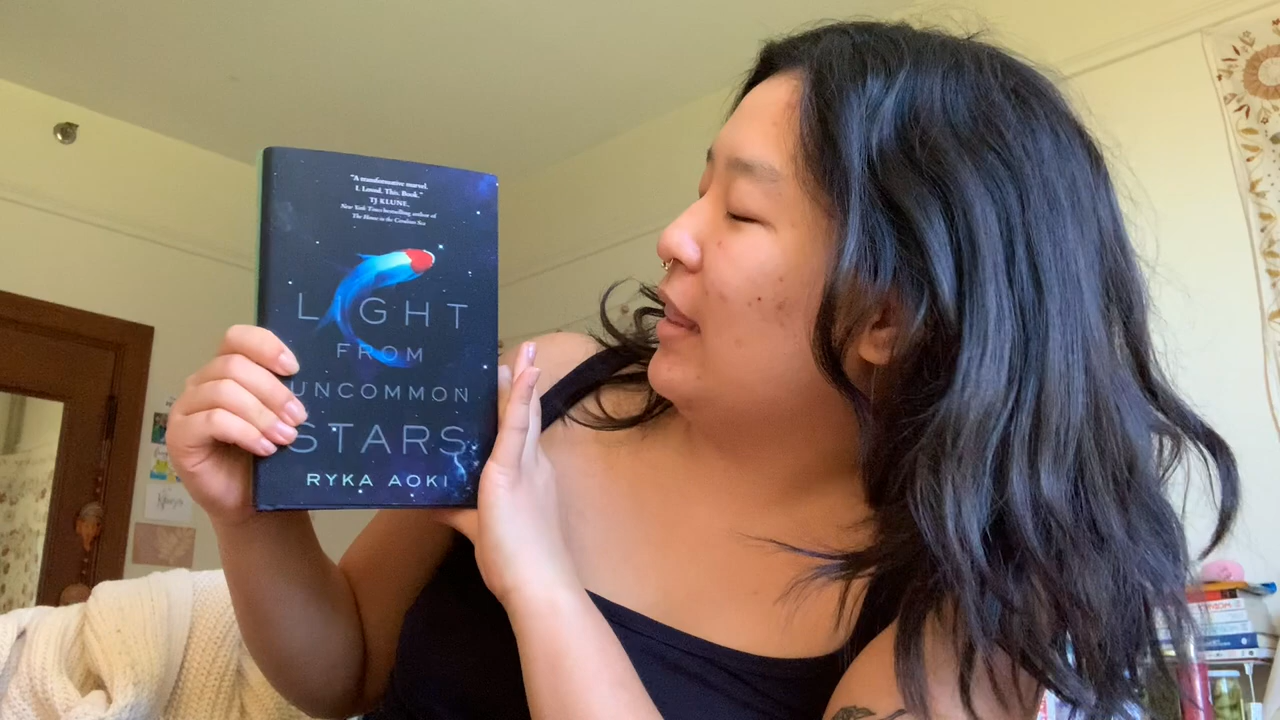 "A transformative marvel.
I. Loved. This. Book."
TJ KLUNE,
New York Times bestselling author of
The House in the Cerulean Sea
LIGHT
FROM
UNCOMMON
STARS
RYKA AOKI